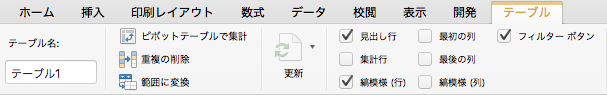 ホーム 挿入 印刷レイアウト 数式 データ 校閲 表示 開発 テーブル
テーブル名:
テーブル1
ピボットテーブルで集計
重複の削除
範囲に変換
更新
見出し行 最初の列 フィルター ボタン
集計行 最後の列
縞模様 (行) 縞模様 (列)